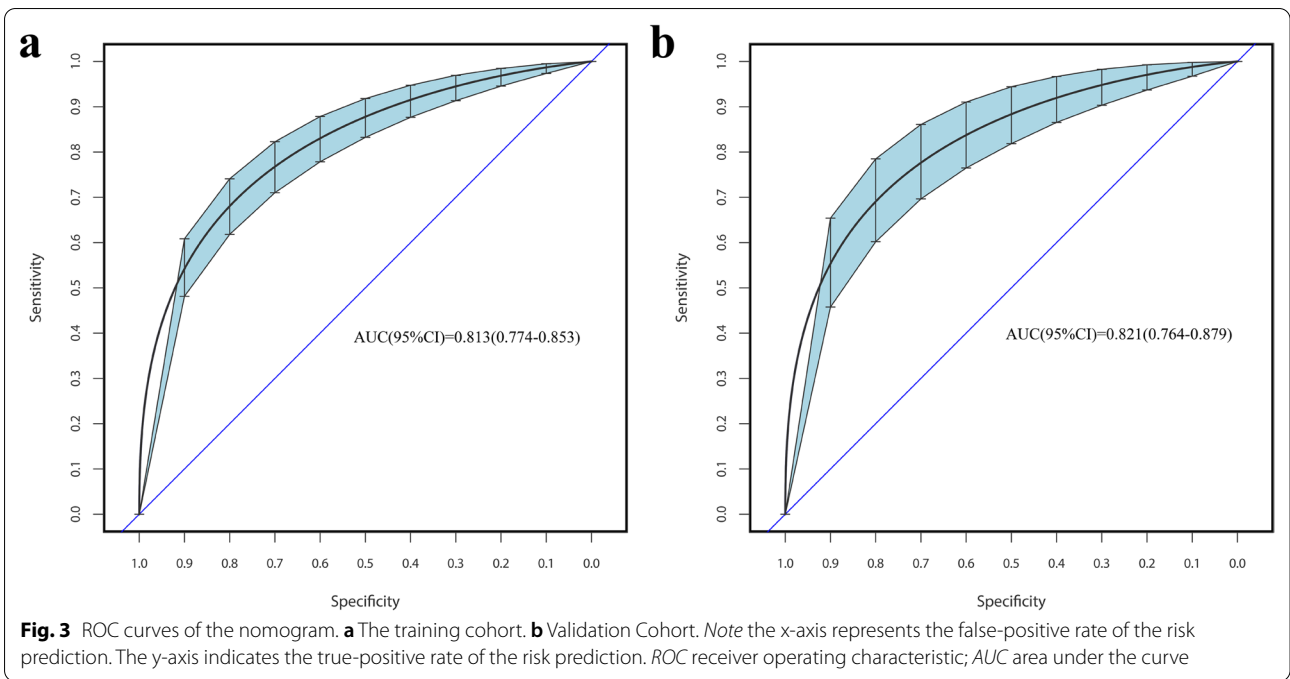 a
b
1.0
0.9
0.8
0.7
0.6
0.5
0.4
0.3
0.2
0.1
0.0
Sensitivity
AUC(95%CI)=0.813(0.774-0.853)
1.0 0.9 0.8 0.7 0.6 0.5 0.4 0.3 0.2 0.1 0.0
Specificity
1.0
0.9
0.8
0.7
0.6
0.5
0.4
0.3
0.2
0.1
0.0
Sensitivity
AUC(95%CI)=0.821(0.764-0.879)
1.0 0.9 0.8 0.7 0.6 0.5 0.4 0.3 0.2 0.1 0.0
Specificity
Fig. 3 ROC curves of the nomogram. a The training cohort. b Validation Cohort. Note the x-axis represents the false-positive rate of the risk
prediction. The y-axis indicates the true-positive rate of the risk prediction. ROC receiver operating characteristic; AUC area under the curve